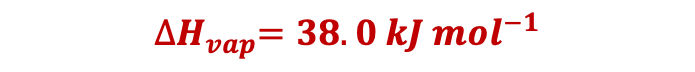 ΔH_vap= 38.0 kJ mol⁻¹